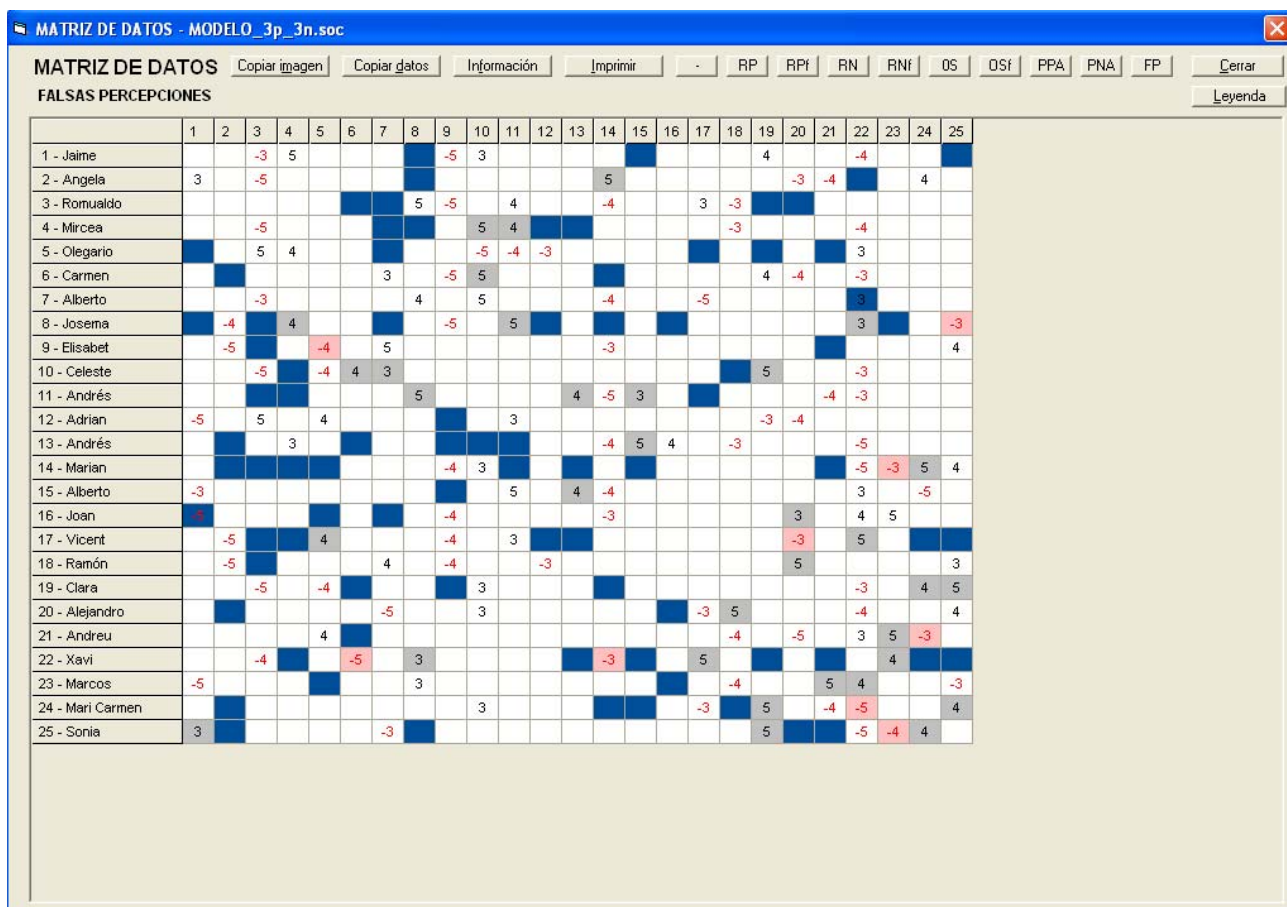 MATRIZ DE DATOS - MODELO_3p_3n.soc
MATRIZ DE DATOS Copiar imagen Copiar datos Información Imprimir - RP RPf RN RNf 0S OSf PPA PNA FP Cerrar
FALSAS PERCEPCIONES Leyenda
1 2 3 4 5 6 7 8 9 10 11 12 13 14 15 16 17 18 19 20 21 22 23 24 25
1 - Jaime -3 5 -5 3 4 -4
2 - Angela 3 -5 5 -3 -4 4
3 - Romualdo 5 -5 4 -4 3 -3
4 - Mircea -5 5 4 -3 -4
5 - Olegario 5 4 -5 -4 -3 3
6 - Carmen 3 -5 5 4 -4 -3
7 - Alberto -3 4 5 -4 -5 3
8 - Josema -4 4 -5 5 3 -3
9 - Elisabet -5 -4 5 -3 4
10 - Celeste -5 -4 4 3 5 -3
11 - Andrés 5 4 -5 3 -4 -3
12 - Adrian -5 5 4 3 -3 -4
13 - Andrés 3 -4 5 4 -3 -5
14 - Marian -4 3 -5 -3 5 4
15 - Alberto -3 5 4 -4 3 -5
16 - Joan -5 -4 -3 3 4 5
17 - Vicent -5 4 -4 3 -3 5
18 - Ramón -5 4 -4 -3 5 3
19 - Clara -5 -4 3 -3 4 5
20 - Alejandro -5 3 -3 5 -4 4
21 - Andreu 4 -4 -5 3 5 -3
22 - Xavi -4 -5 3 -3 5 4
23 - Marcos -5 3 -4 5 4 -3
24 - Mari Carmen 3 -3 5 -4 -5 4
25 - Sonia 3 -3 5 -5 -4 4